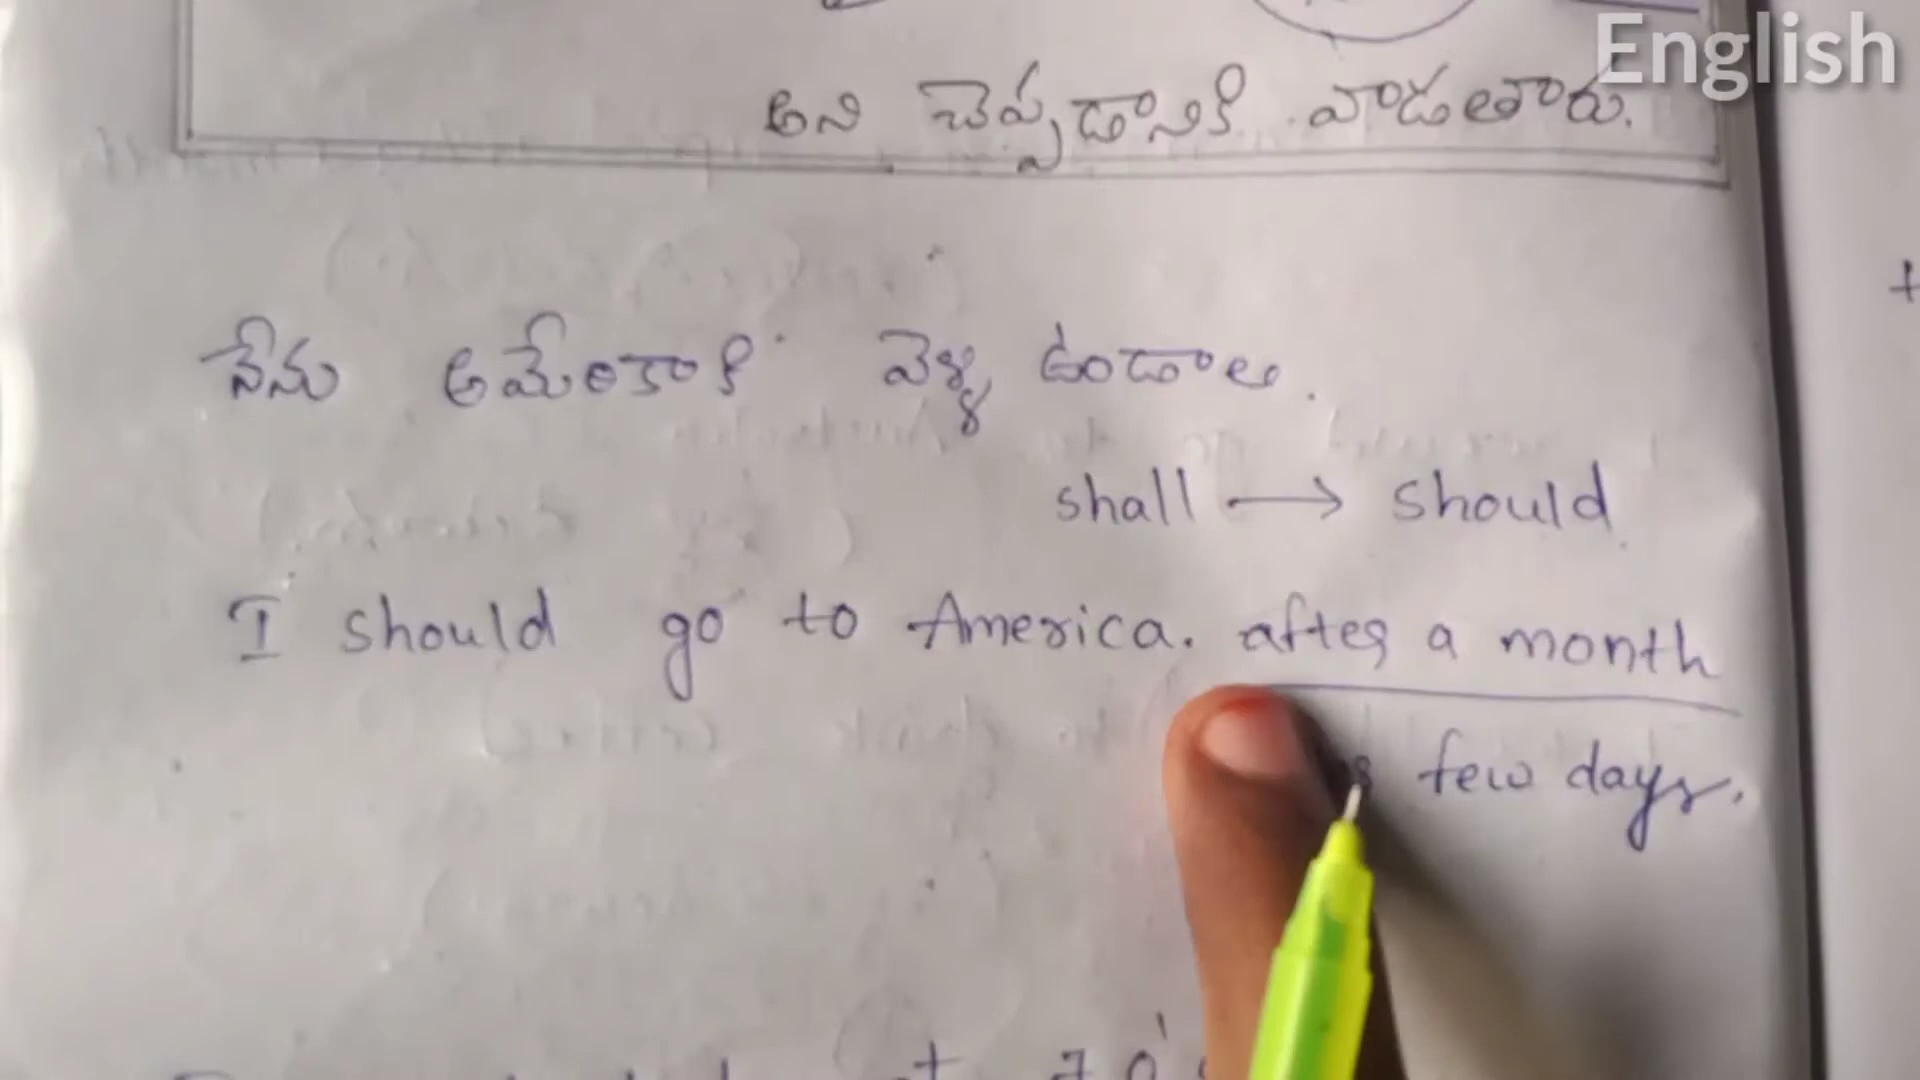 English
అని చెప్పడానికి వాడుతారు.
నేను అమేరికాకి వెళ్ళి ఉండాలి.
shall → should
I should go to America. after a month
few days.